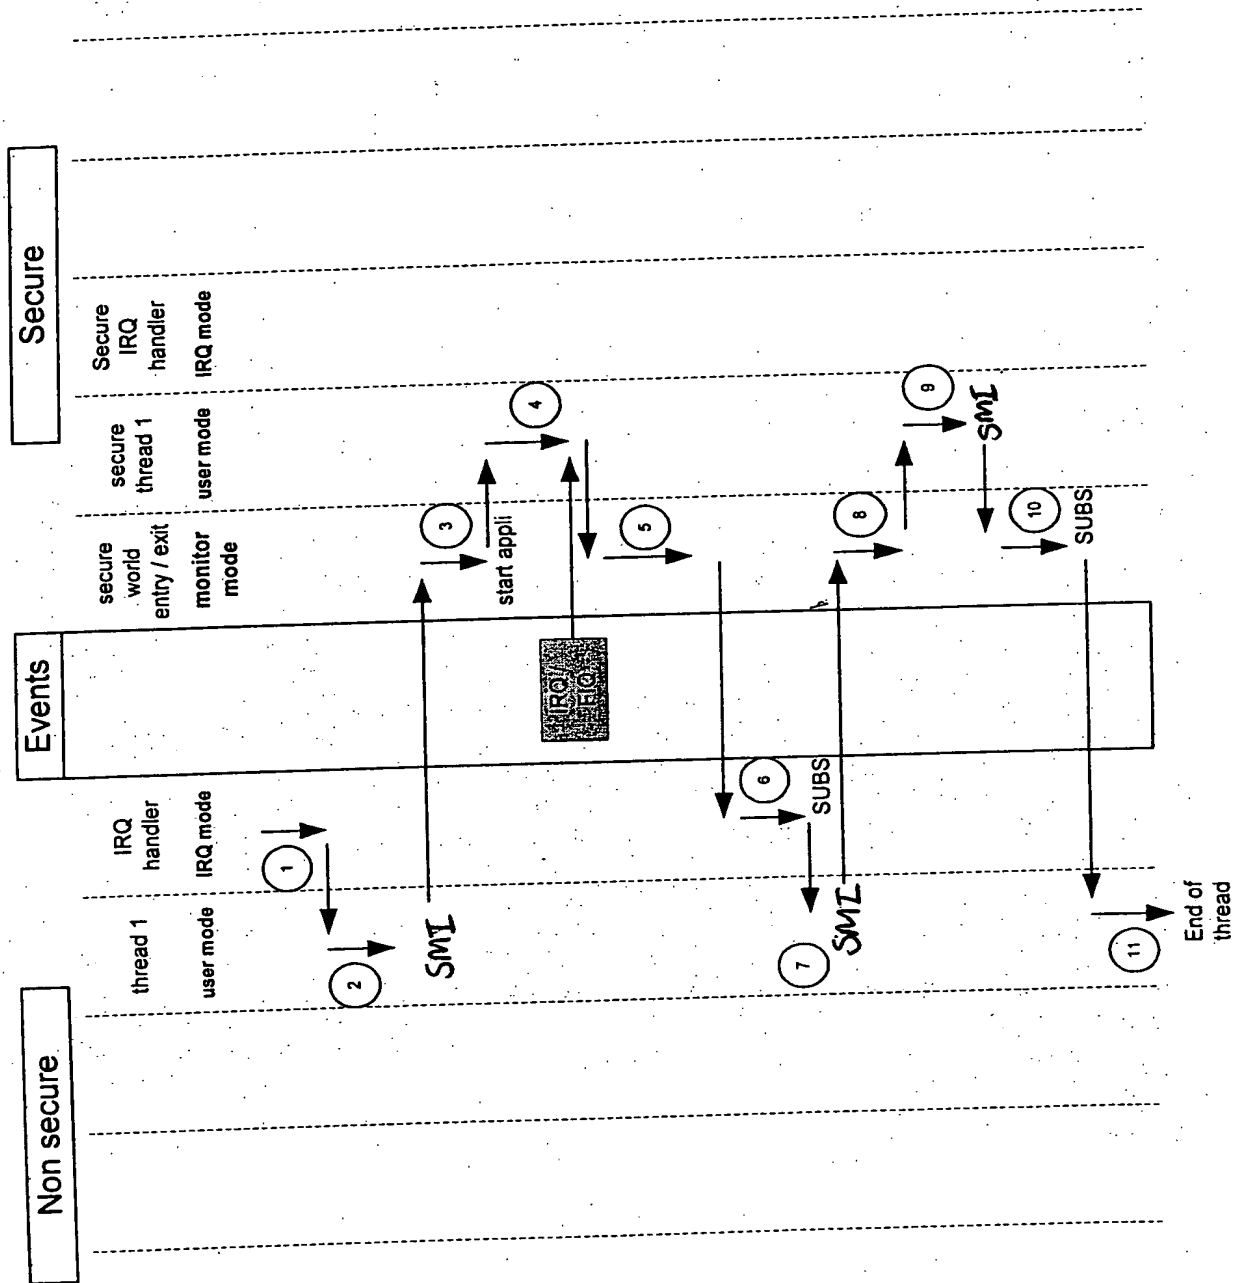 Non secure
Events
Secure
thread 1
user mode
IRQ
handler
IRQ mode
secure
world
entry / exit
monitor
mode
secure
thread 1
user mode
Secure
IRQ
handler
IRQ mode
1
2
SMI
3
start appli
4
IRQ/
FIQ
5
6
SUBS
7
SMI
8
9
SMI
10
SUBS
11
End of
thread